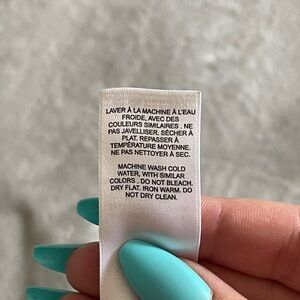 LAVER À LA MACHINE À L'EAU
FROIDE, AVEC DES
COULEURS SIMILAIRES . NE
PAS JAVELLISER. SÉCHER À
PLAT. REPASSER À
TEMPÉRATURE MOYENNE.
NE PAS NETTOYER À SEC.
MACHINE WASH COLD
WATER, WITH SIMILAR
COLORS . DO NOT BLEACH.
DRY FLAT. IRON WARM. DO
NOT DRY CLEAN.